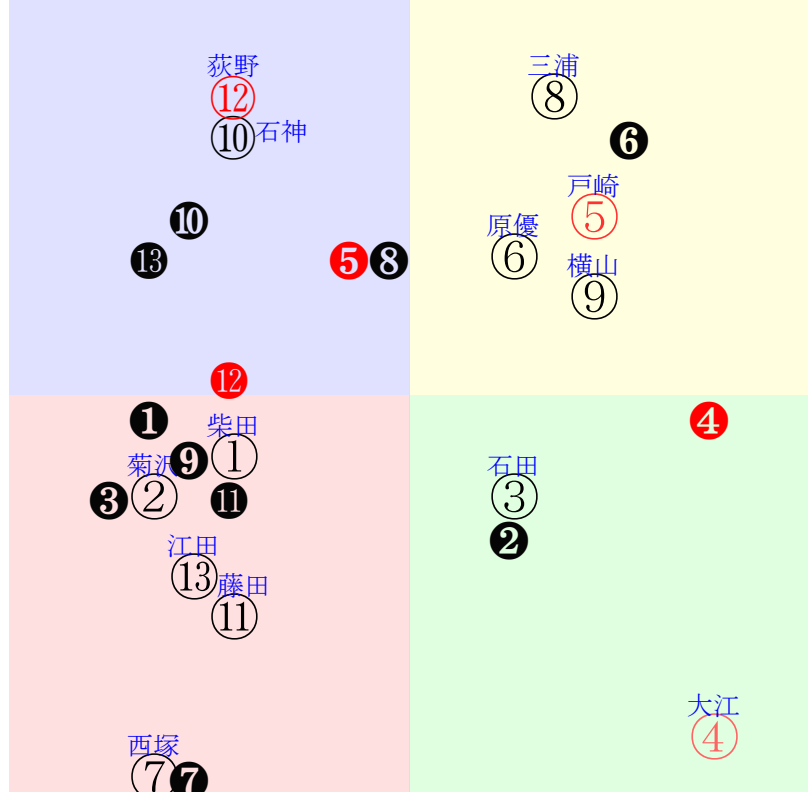 荻野
⑫
⑩石神
三浦
⑧
❻
戸崎
⑤
❿
原優
⑥
⓭
❺❽
横山
⑨
⓬
❶
柴田
①
❹
菊沢
❾
②
❸
⓫
石田
③
❷
江田
⑬
藤田
⑪
大江
④
西塚
⑦❼